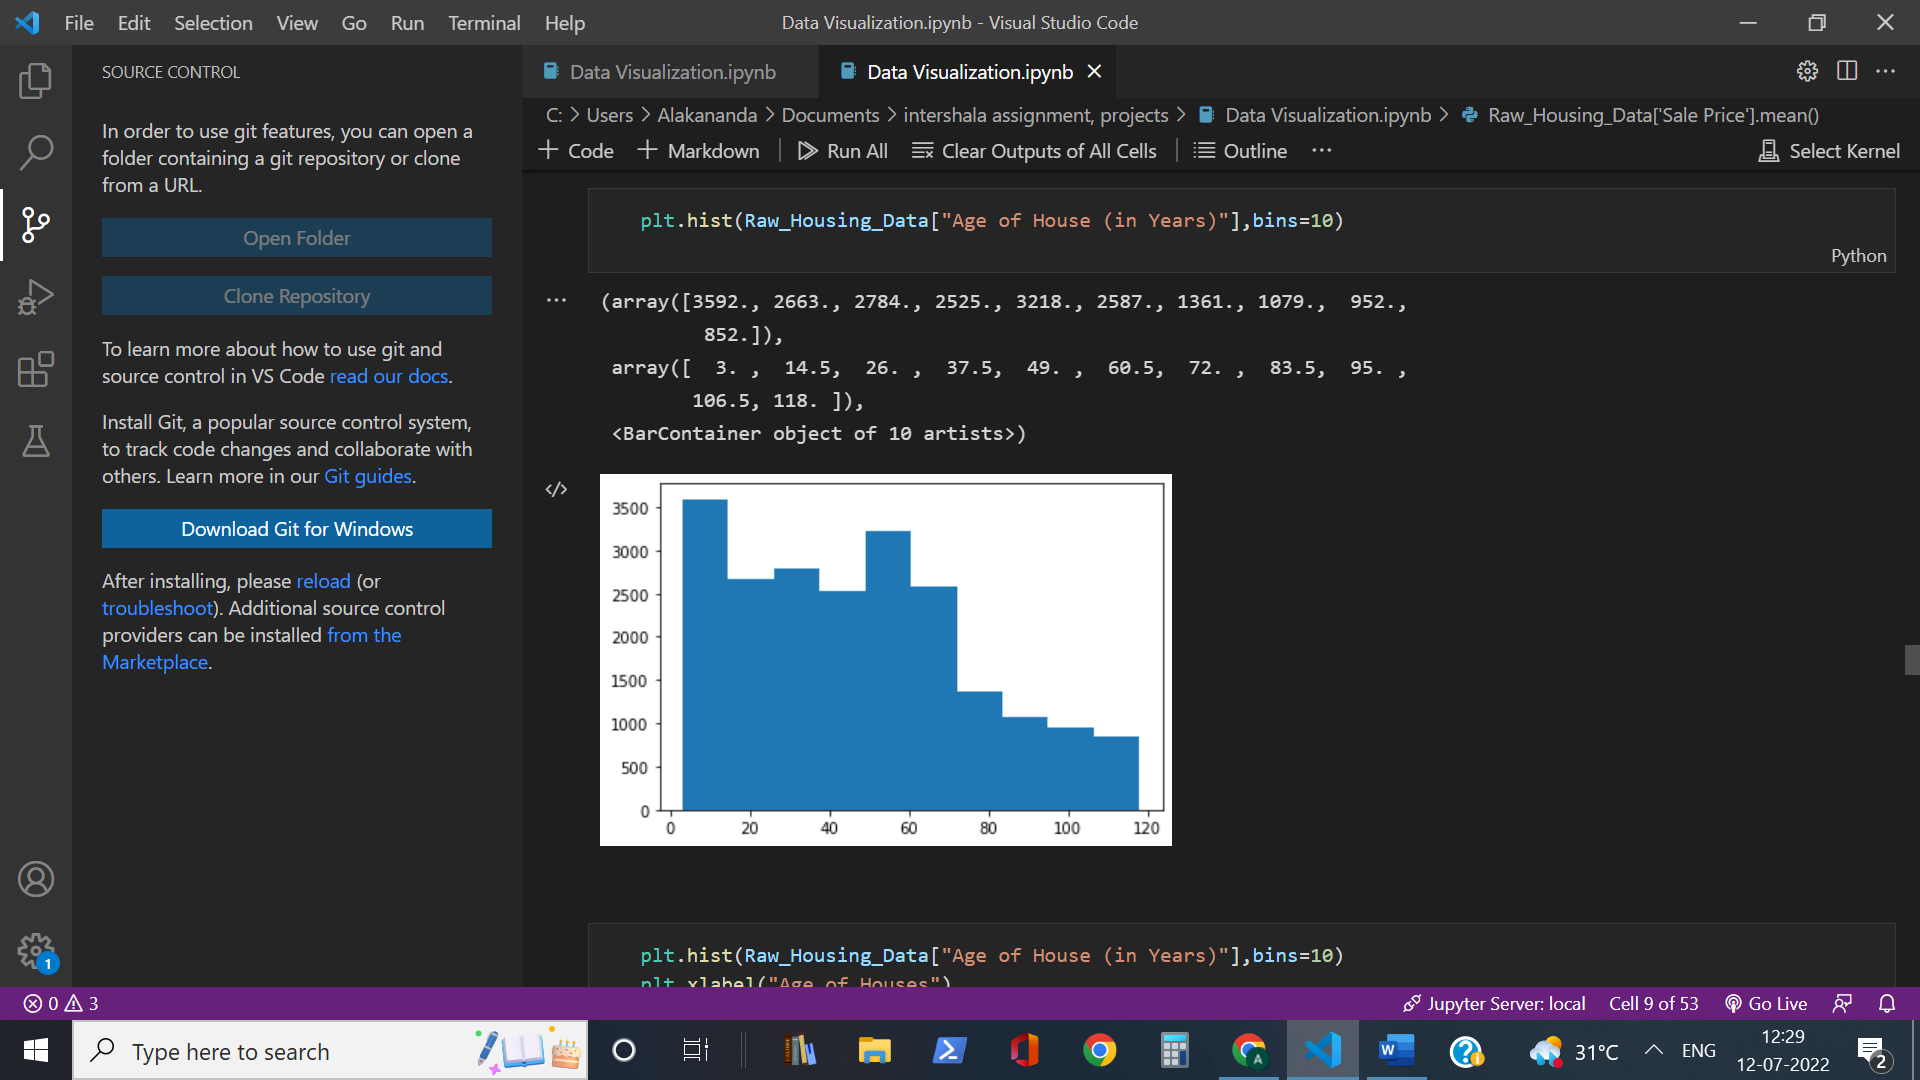 File Edit Selection View Go Run Terminal Help
Data Visualization.ipynb - Visual Studio Code
SOURCE CONTROL
In order to use git features, you can open a
folder containing a git repository or clone
from a URL.
Open Folder
Clone Repository
To learn more about how to use git and
source control in VS Code read our docs.
Install Git, a popular source control system,
to track code changes and collaborate with
others. Learn more in our Git guides.
Download Git for Windows
After installing, please reload (or
troubleshoot). Additional source control
providers can be installed from the
Marketplace.
1
Data Visualization.ipynb
Data Visualization.ipynb
C: > Users > Alakananda > Documents > intershala assignment, projects > Data Visualization.ipynb > Raw_Housing_Data['Sale Price'].mean()
+ Code + Markdown Run All Clear Outputs of All Cells Outline ... Select Kernel
plt.hist(Raw_Housing_Data["Age of House (in Years)"],bins=10)
Python
(array([3592., 2663., 2784., 2525., 3218., 2587., 1361., 1079., 952.,
852.]),
array([ 3. , 14.5, 26. , 37.5, 49. , 60.5, 72. , 83.5, 95. ,
106.5, 118. ]),
<BarContainer object of 10 artists>)
3500
3000
2500
2000
1500
1000
500
0
0 20 40 60 80 100 120
plt.hist(Raw_Housing_Data["Age of House (in Years)"],bins=10)
plt.xlabel("Age of Houses")
0 3
Jupyter Server: local Cell 9 of 53 Go Live
Type here to search
31°C ENG
12:29
12-07-2022
2